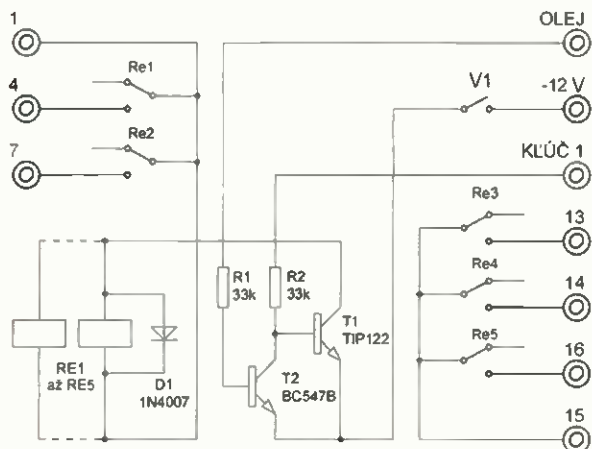 1
OLEJ
Re1
V1
-12 V
4
Re2
7
KĽÚČ 1
Re3
13
R1
33k
R2
33k
Re4
14
T1
TIP122
Re5
16
RE1
až RE5
D1
1N4007
T2
BC547B
15